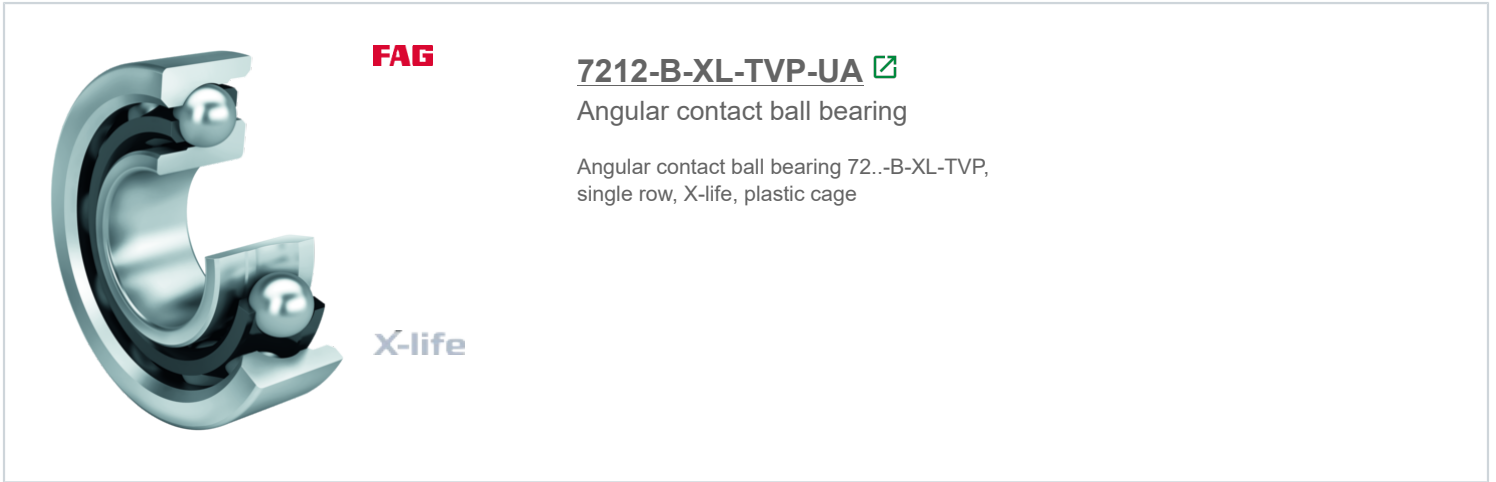 FAG
7212-B-XL-TVP-UA
Angular contact ball bearing
Angular contact ball bearing 72..-B-XL-TVP,
single row, X-life, plastic cage
X-life